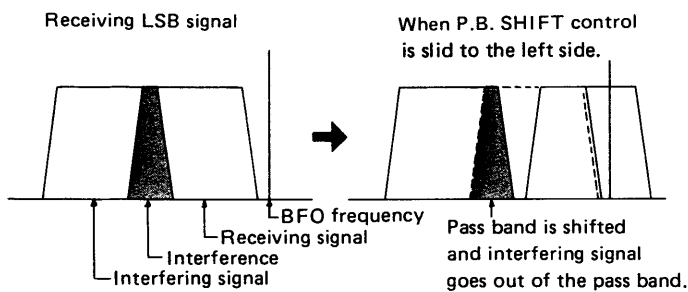 Receiving LSB signal
When P.B. SHIFT control
is slid to the left side.
BFO frequency
Receiving signal
Interference
Interfering signal
Pass band is shifted
and interfering signal
goes out of the pass band.